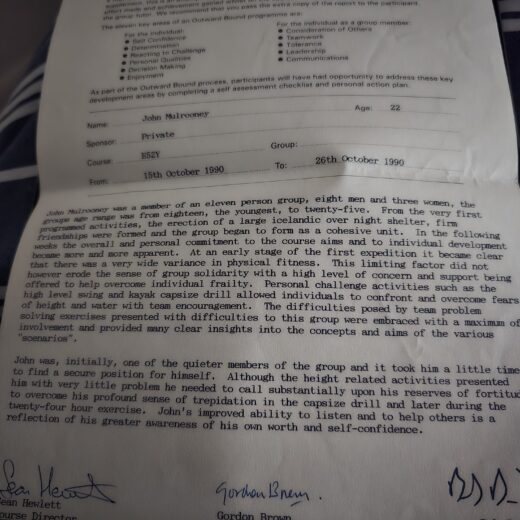 supplement, this is an
effort made and achievement gained
the group tutor. We recommend that you pass the extra copy of the report to the participant.
The eleven key areas of an Outward Bound programme are:
For the individual:
● Self Confidence
● Determination
● Reacting to Challenge
● Personal Qualities
● Decision Making
● Enjoyment
For the individual as a group member:
● Consideration of Others
● Teamwork
● Tolerance
● Leadership
● Communications
As part of the Outward Bound process, participants will have had opportunity to address these key
development areas by completing a self assessment checklist and personal action plan.
Name: John Mulrooney Age: 22
Sponsor: Private
Course: E52Y Group:
From: 15th October 1990 To: 26th October 1990
John Mulrooney was a member of an eleven person group, eight men and three women, the
groups age range was from eighteen, the youngest, to twenty-five. From the very first
programmed activities, the erection of a large icelandic over night shelter, firm
friendships were formed and the group began to form as a cohesive unit. In the following
weeks the overall and personal commitment to the course aims and to individual development
became more and more apparent. At an early stage of the first expedition it became clear
that there was a very wide variance in physical fitness. This limiting factor did not
however erode the sense of group solidarity with a high level of concern and support being
offered to help overcome individual frailty. Personal challenge activities such as the
high level swing and kayak capsize drill allowed individuals to confront and overcome fears
of height and water with team encouragement. The difficulties posed by team problem
solving exercises presented with difficulties to this group were embraced with a maximum of
involvement and provided many clear insights into the concepts and aims of the various
"scenarios".
John was, initially, one of the quieter members of the group and it took him a little time
to find a secure position for himself. Although the height related activities presented
him with very little problem he needed to call substantially upon his reserves of fortitud
to overcome his profound sense of trepidation in the capsize drill and later during the
twenty-four hour exercise. John's improved ability to listen and to help others is a
reflection of his greater awareness of his own worth and self-confidence.
Sean Hewlett
Gordon Brown
Sean Hewlett
Gordon Brown
Course Director